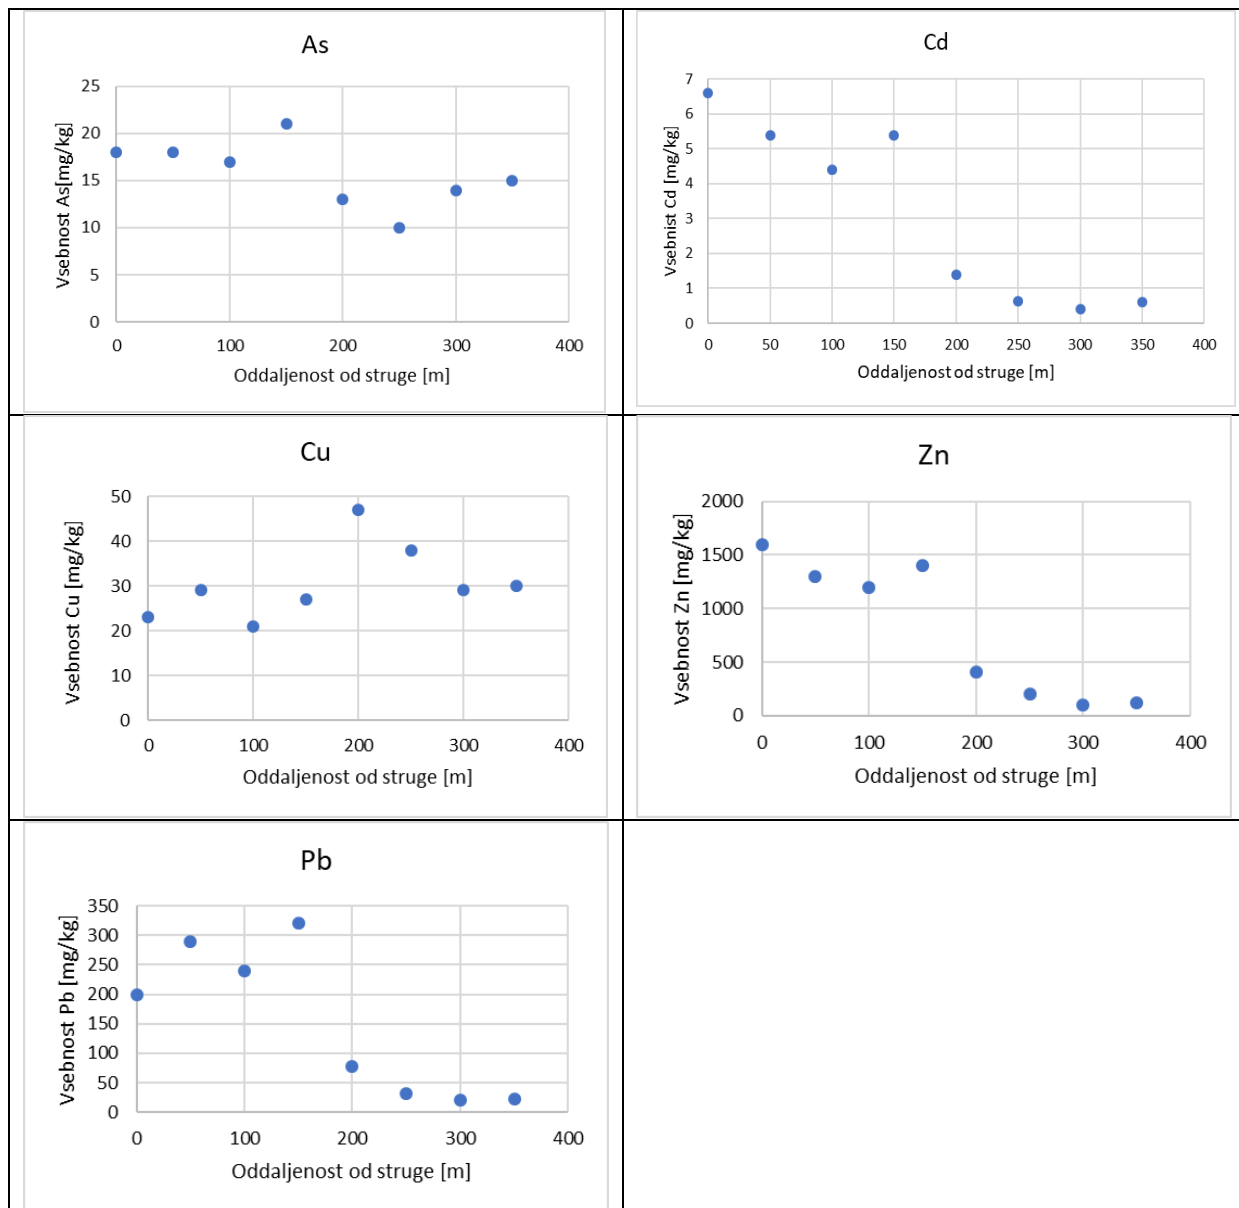 As
25
20
15
10
5
0
Vsebnost As[mg/kg]
0 100 200 300 400
Oddaljenost od struge [m]
Cd
7
6
5
4
3
2
1
0
Vsebnist Cd [mg/kg]
0 50 100 150 200 250 300 350 400
Oddaljenost od struge [m]
Cu
50
40
30
20
10
0
Vsebnost Cu [mg/kg]
0 100 200 300 400
Oddaljenost od struge [m]
Zn
2000
1500
1000
500
0
Vsebnost Zn [mg/kg]
0 100 200 300 400
Oddaljenost od struge [m]
Pb
350
300
250
200
150
100
50
0
Vsebnost Pb [mg/kg]
0 100 200 300 400
Oddaljenost od struge [m]